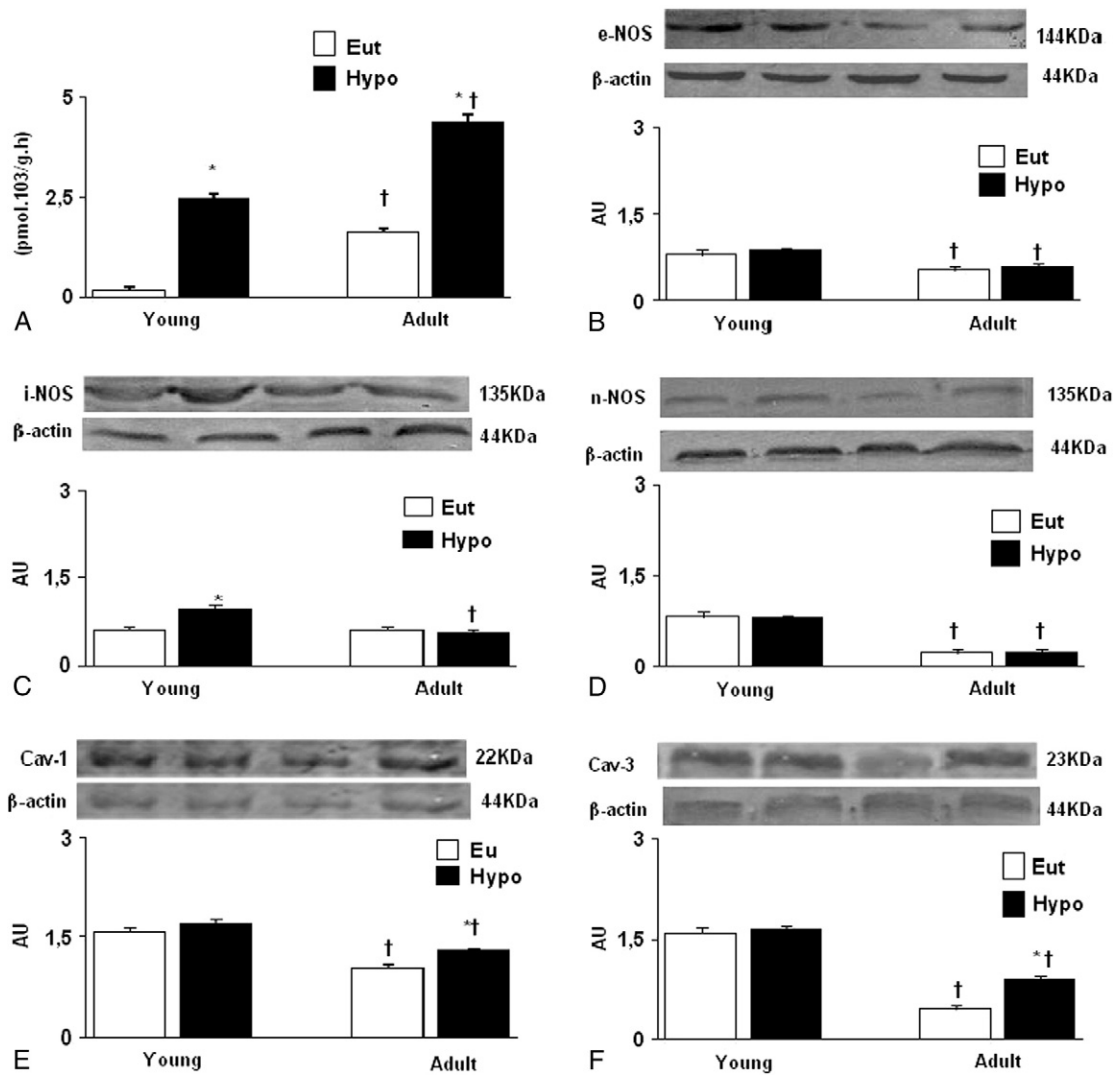 Eut
Hypo
5
* †
(pmol.103/g.h)
*
2,5
†
0
A
Young
Adult
e-NOS
144KDa
β-actin
44KDa
3
Eut
Hypo
AU
1,5
† †
0
B
Young
Adult
i-NOS
135KDa
β-actin
44KDa
3
Eut
Hypo
AU
1,5
*
†
0
C
Young
Adult
n-NOS
135KDa
β-actin
44KDa
3
Eut
Hypo
AU
1,5
† †
0
D
Young
Adult
Cav-1
22KDa
β-actin
44KDa
3
Eu
Hypo
AU
1,5
*†
†
0
E
Young
Adult
Cav-3
23KDa
β-actin
44KDa
3
Eut
Hypo
AU
1,5
*†
†
0
F
Young
Adult